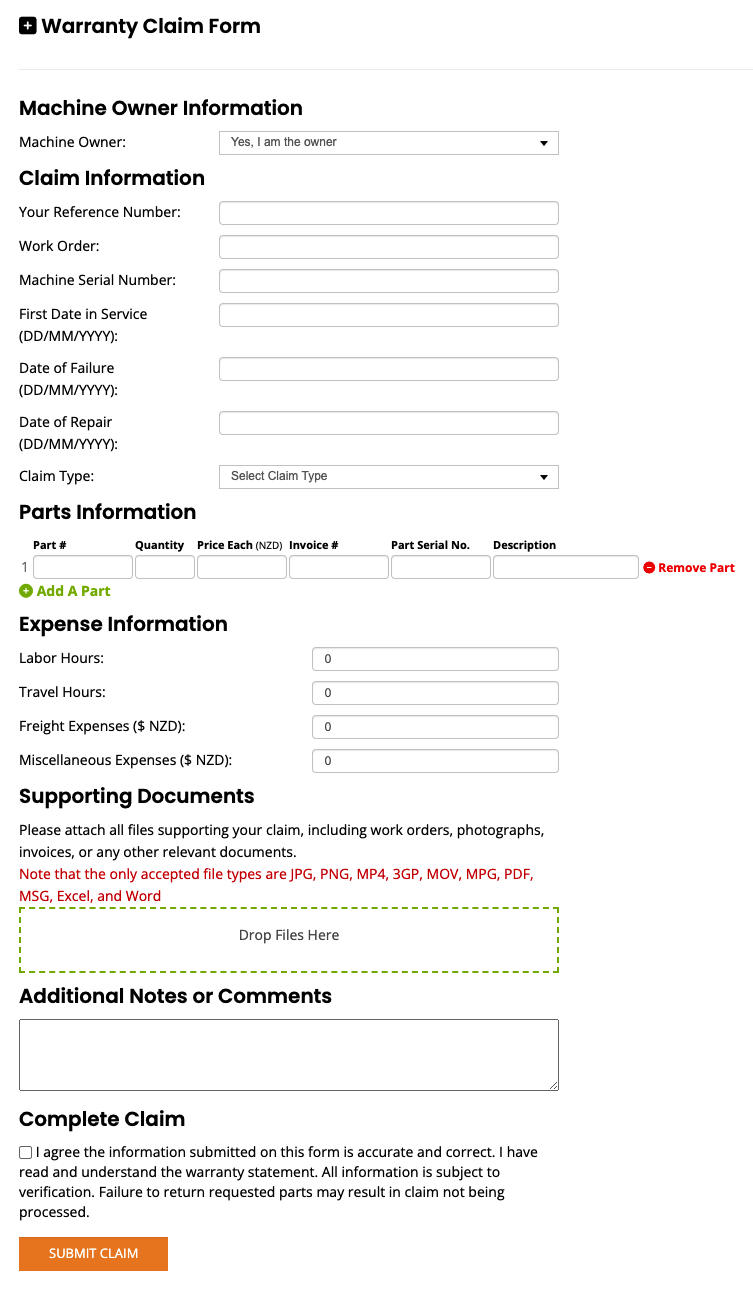 Warranty Claim Form
Machine Owner Information
Machine Owner: Yes, I am the owner
Claim Information
Your Reference Number:
Work Order:
Machine Serial Number:
First Date in Service
(DD/MM/YYYY):
Date of Failure
(DD/MM/YYYY):
Date of Repair
(DD/MM/YYYY):
Claim Type: Select Claim Type
Parts Information
Part # Quantity Price Each (NZD) Invoice # Part Serial No. Description
1 Remove Part
Add A Part
Expense Information
Labor Hours: 0
Travel Hours: 0
Freight Expenses ($ NZD): 0
Miscellaneous Expenses ($ NZD): 0
Supporting Documents
Please attach all files supporting your claim, including work orders, photographs,
invoices, or any other relevant documents.
Note that the only accepted file types are JPG, PNG, MP4, 3GP, MOV, MPG, PDF,
MSG, Excel, and Word
Drop Files Here
Additional Notes or Comments
Complete Claim
I agree the information submitted on this form is accurate and correct. I have
read and understand the warranty statement. All information is subject to
verification. Failure to return requested parts may result in claim not being
processed.
SUBMIT CLAIM